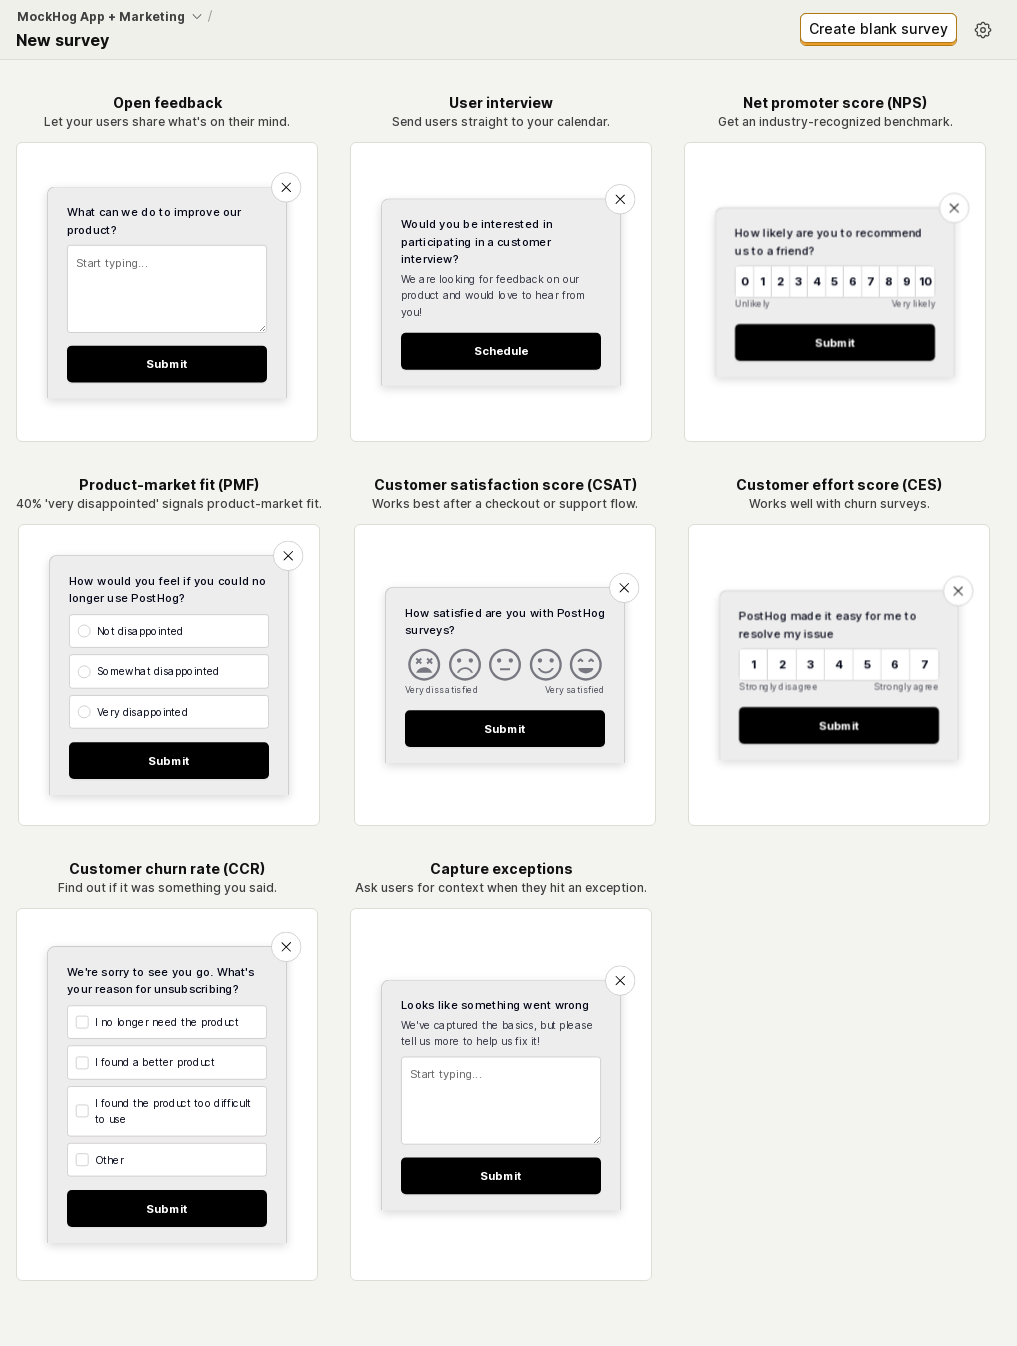 MockHog App + Marketing /
New survey
Create blank survey
Open feedback
Let your users share what's on their mind.
What can we do to improve our
product?
Start typing...
Submit
User interview
Send users straight to your calendar.
Would you be interested in
participating in a customer
interview?
We are looking for feedback on our
product and would love to hear from
you!
Schedule
Net promoter score (NPS)
Get an industry-recognized benchmark.
How likely are you to recommend
us to a friend?
0 1 2 3 4 5 6 7 8 9 10
Unlikely Very likely
Submit
Product-market fit (PMF)
40% 'very disappointed' signals product-market fit.
How would you feel if you could no
longer use PostHog?
Not disappointed
Somewhat disappointed
Very disappointed
Submit
Customer satisfaction score (CSAT)
Works best after a checkout or support flow.
How satisfied are you with PostHog
surveys?
Very dissatisfied Very satisfied
Submit
Customer effort score (CES)
Works well with churn surveys.
PostHog made it easy for me to
resolve my issue
1 2 3 4 5 6 7
Strongly disagree Strongly agree
Submit
Customer churn rate (CCR)
Find out if it was something you said.
We're sorry to see you go. What's
your reason for unsubscribing?
I no longer need the product
I found a better product
I found the product too difficult
to use
Other
Submit
Capture exceptions
Ask users for context when they hit an exception.
Looks like something went wrong
We've captured the basics, but please
tell us more to help us fix it!
Start typing...
Submit